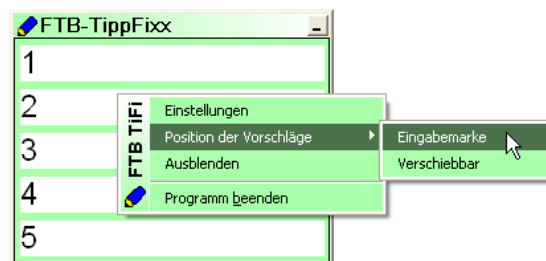 FTB-TippFixx
1
2
3
4
5
FTB TiFi
Einstellungen
Position der Vorschläge
Ausblenden
Programm beenden
Eingabemarke
Verschiebbar